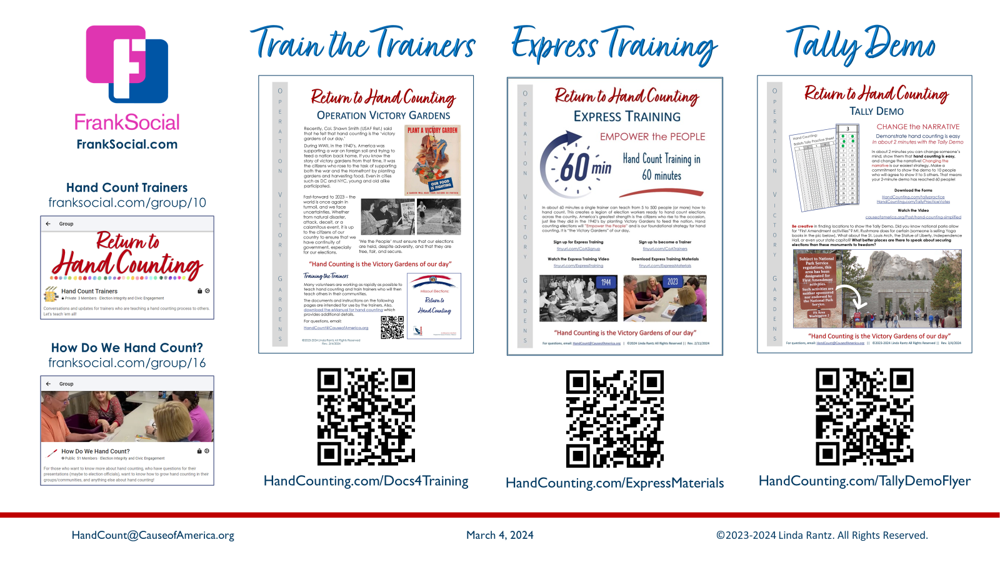 FrankSocial
FrankSocial.com
Hand Count Trainers
franksocial.com/group/10
Group
Return to
Hand Counting
Hand Count Trainers
Private 3 Members · Election Integrity and Civic Engagement
Conversations and updates for trainers who are teaching a hand counting process to others.
Let's teach 'em all!
How Do We Hand Count?
franksocial.com/group/16
Group
How Do We Hand Count?
Public 51 Members · Election Integrity and Civic Engagement
For those who want to know more about hand counting, who have questions for their
presentations (maybe to election officials), want to know how to grow hand counting in their
groups/communities, and anything else about hand counting!
Train the Trainers
OPERATION VICTORY GARDENS
Return to Hand Counting
OPERATION VICTORY GARDENS
Recently, Col. Shawn Smith (USAF Ret.) said
that he felt that hand counting is the 'victory
gardens of our day.'
During WWII, in the 1940's, America was
supporting a war on foreign soil and trying to
feed a nation back home. If you know the
story of victory gardens from that time, it was
the citizens who rose to the task of supporting
both the war and the Homefront by planting
gardens and harvesting food. Even in cities
such as DC and NYC, young and old alike
participated.
PLANT A VICTORY GARDEN
OUR FOOD
IS FIGHTING
A GARDEN WILL MAKE YOUR RATIONS GO FURTHER
Fast-forward to 2023 – the
world is once again in
turmoil, and we face
uncertainties. Whether
from natural disaster,
attack, deceit, or a
calamitous event, it is up
to the citizens of our
country to ensure that we
have continuity of
government, especially
for our elections.
'We the People' must ensure that our elections
are held, despite adversity, and that they are
free, fair, and secure.
"Hand Counting is the Victory Gardens of our day"
Training the Trainers
Many volunteers are working as rapidly as possible to
teach hand counting and train trainers who will then
teach others in their communities.
The documents and instructions on the following
pages are intended for use by the trainers. Also,
download the eManual for hand counting which
provides additional details.
For questions, email:
HandCount@CauseofAmerica.org
©2023-2024 Linda Rantz All Rights Reserved
Rev. 3/4/2024
Missouri Elections:
Return to
Hand Counting
HandCounting.com/Docs4Training
Express Training
OPERATION VICTORY GARDENS
Return to Hand Counting
EXPRESS TRAINING
60 min
EMPOWER the PEOPLE
Hand Count Training in
60 minutes
In about 60 minutes a single trainer can teach from 5 to 500 people (or more) how to
hand count. This creates a legion of election workers ready to hand count elections
across the country. America's greatest strength is the citizens who rise to the occasion,
just like they did in the 1940's by planting Victory Gardens to feed the nation. Hand
counting elections will "Empower the People" and is our foundational strategy for hand
counting. It is "the Victory Gardens" of our day.
Sign up for Express Training
tinyurl.com/CoASignup
Sign up to become a Trainer
tinyurl.com/CoATrainers
Watch the Express Training Video
tinyurl.com/ExpressTraining
Download Express Training Materials
tinyurl.com/ExpressMaterials
1944
2023
"Hand Counting is the Victory Gardens of our day"
For questions, email: HandCount@CauseofAmerica.org | ©2024 Linda Rantz All Rights Reserved || Rev. 2/11/2024
HandCounting.com/ExpressMaterials
Tally Demo
OPERATION VICTORY GARDENS
Return to Hand Counting
TALLY DEMO
Hand Counting:
Ballots Tally Practice Sheet
3
CHANGE the NARRATIVE
Demonstrate hand counting is easy
In about 2 minutes with the Tally Demo
In about 2 minutes you can change someone's
mind, show them that hand counting is easy,
and change the narrative! Changing the
narrative is our easiest strategy. Make a
commitment to show the demo to 10 people
who will agree to show it to 5 others. That means
your 2-minute demo has reached 60 people!
Download the Forms
HandCounting.com/tallypractice
HandCounting.com/TallyPracticeVotes
Watch the Video
causeofamerica.org/Post/hand-counting-simplified
Be creative in finding locations to show the Tally Demo. Did you know national parks allow
for "First Amendment activities"? Mt. Rushmore does for certain (someone is selling Yoga
books in the pic below). What about the St. Louis Arch, the Statue of Liberty, Independence
Hall, or even your state capitol? What better places are there to speak about securing
elections than these monuments to freedom?
Subject to National
Park Service
regulations, this
area has been
designated for
First Amendment
activities.
Such activities are
neither sponsored
nor endorsed by
the National Park
Service.
FA Area
Washington 2
"Hand Counting is the Victory Gardens of our day"
For questions, email: HandCount@CauseofAmerica.org || ©2023-2024 Linda Rantz All Rights Reserved || Rev. 3/4/2024
HandCounting.com/TallyDemoFlyer
HandCount@CauseofAmerica.org
March 4, 2024
©2023-2024 Linda Rantz. All Rights Reserved.